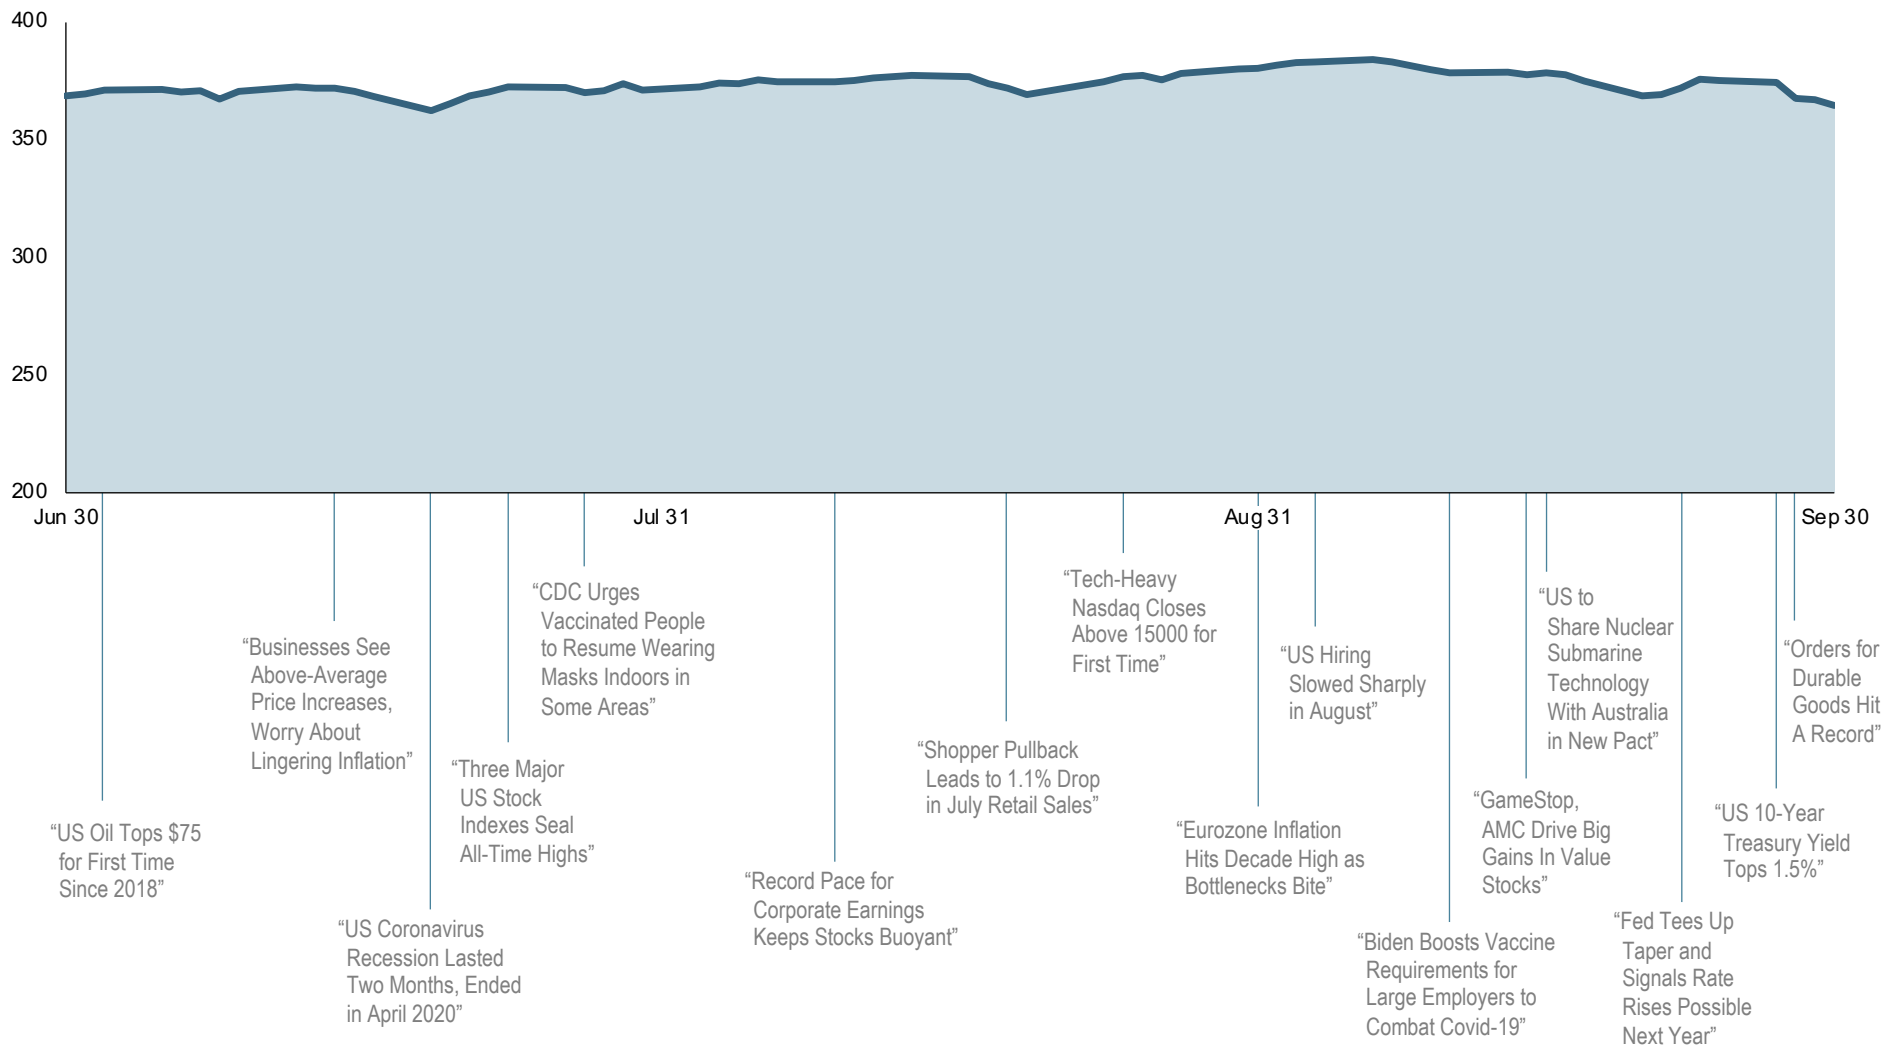 400
350
300
250
200
Jun 30
Jul 31
Aug 31
Sep 30
“US Oil Tops $75
for First Time
Since 2018”
“Businesses See
Above-Average
Price Increases,
Worry About
Lingering Inflation”
“US Coronavirus
Recession Lasted
Two Months, Ended
in April 2020”
“Three Major
US Stock
Indexes Seal
All-Time Highs”
“CDC Urges
Vaccinated People
to Resume Wearing
Masks Indoors in
Some Areas”
“Record Pace for
Corporate Earnings
Keeps Stocks Buoyant”
“Shopper Pullback
Leads to 1.1% Drop
in July Retail Sales”
“Tech-Heavy
Nasdaq Closes
Above 15000 for
First Time”
“Eurozone Inflation
Hits Decade High as
Bottlenecks Bite”
“US Hiring
Slowed Sharply
in August”
“Biden Boosts Vaccine
Requirements for
Large Employers to
Combat Covid-19”
“GameStop,
AMC Drive Big
Gains In Value
Stocks”
“US to
Share Nuclear
Submarine
Technology
With Australia
in New Pact”
“Fed Tees Up
Taper and
Signals Rate
Rises Possible
Next Year”
“US 10-Year
Treasury Yield
Tops 1.5%”
“Orders for
Durable
Goods Hit
A Record”